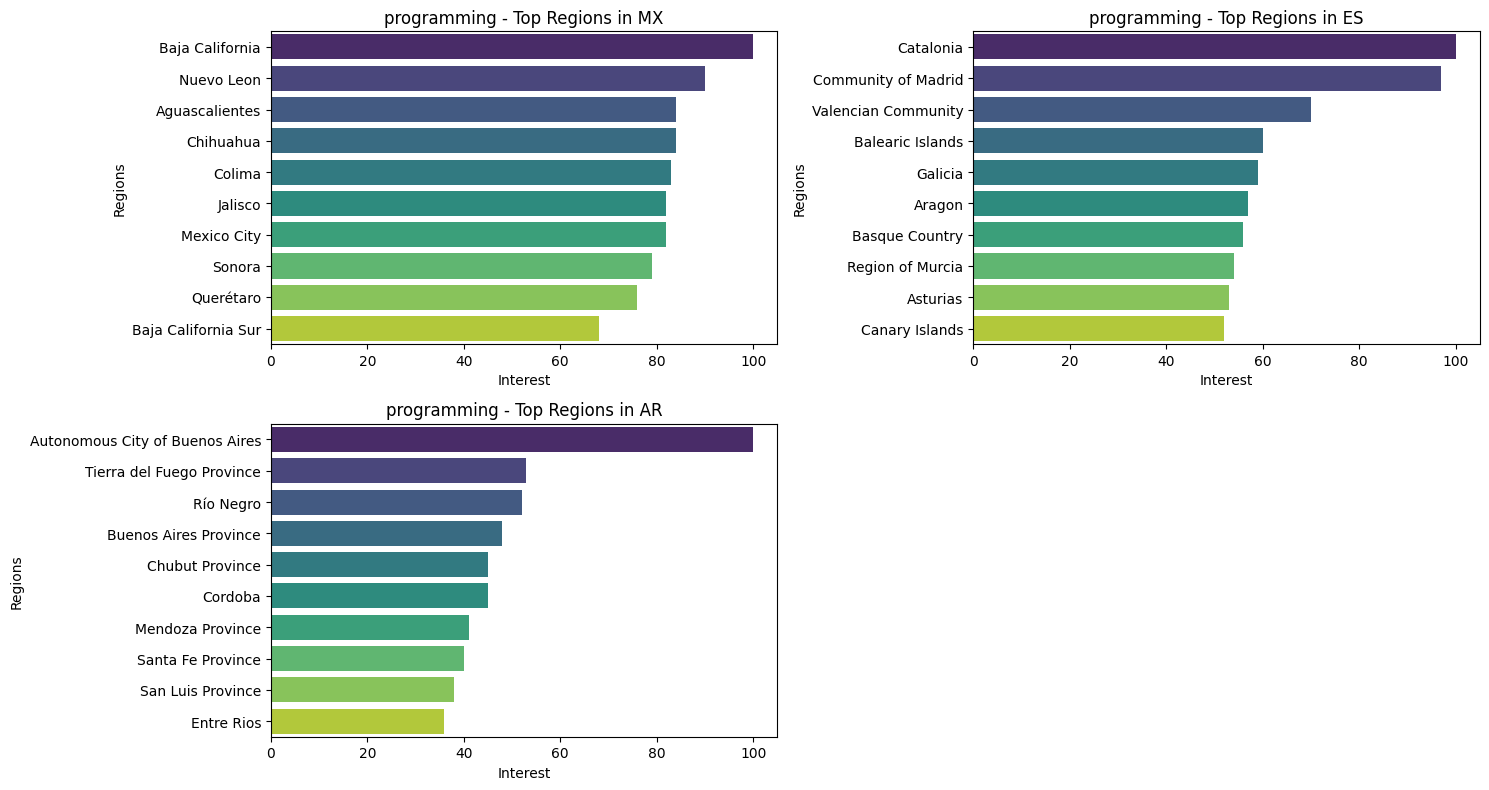 programming - Top Regions in MX
Baja California
Nuevo Leon
Aguascalientes
Chihuahua
Colima
Jalisco
Mexico City
Sonora
Querétaro
Baja California Sur
Regions
0 20 40 60 80 100
Interest
programming - Top Regions in ES
Catalonia
Community of Madrid
Valencian Community
Balearic Islands
Galicia
Aragon
Basque Country
Region of Murcia
Asturias
Canary Islands
Regions
0 20 40 60 80 100
Interest
programming - Top Regions in AR
Autonomous City of Buenos Aires
Tierra del Fuego Province
Río Negro
Buenos Aires Province
Chubut Province
Cordoba
Mendoza Province
Santa Fe Province
San Luis Province
Entre Rios
Regions
0 20 40 60 80 100
Interest